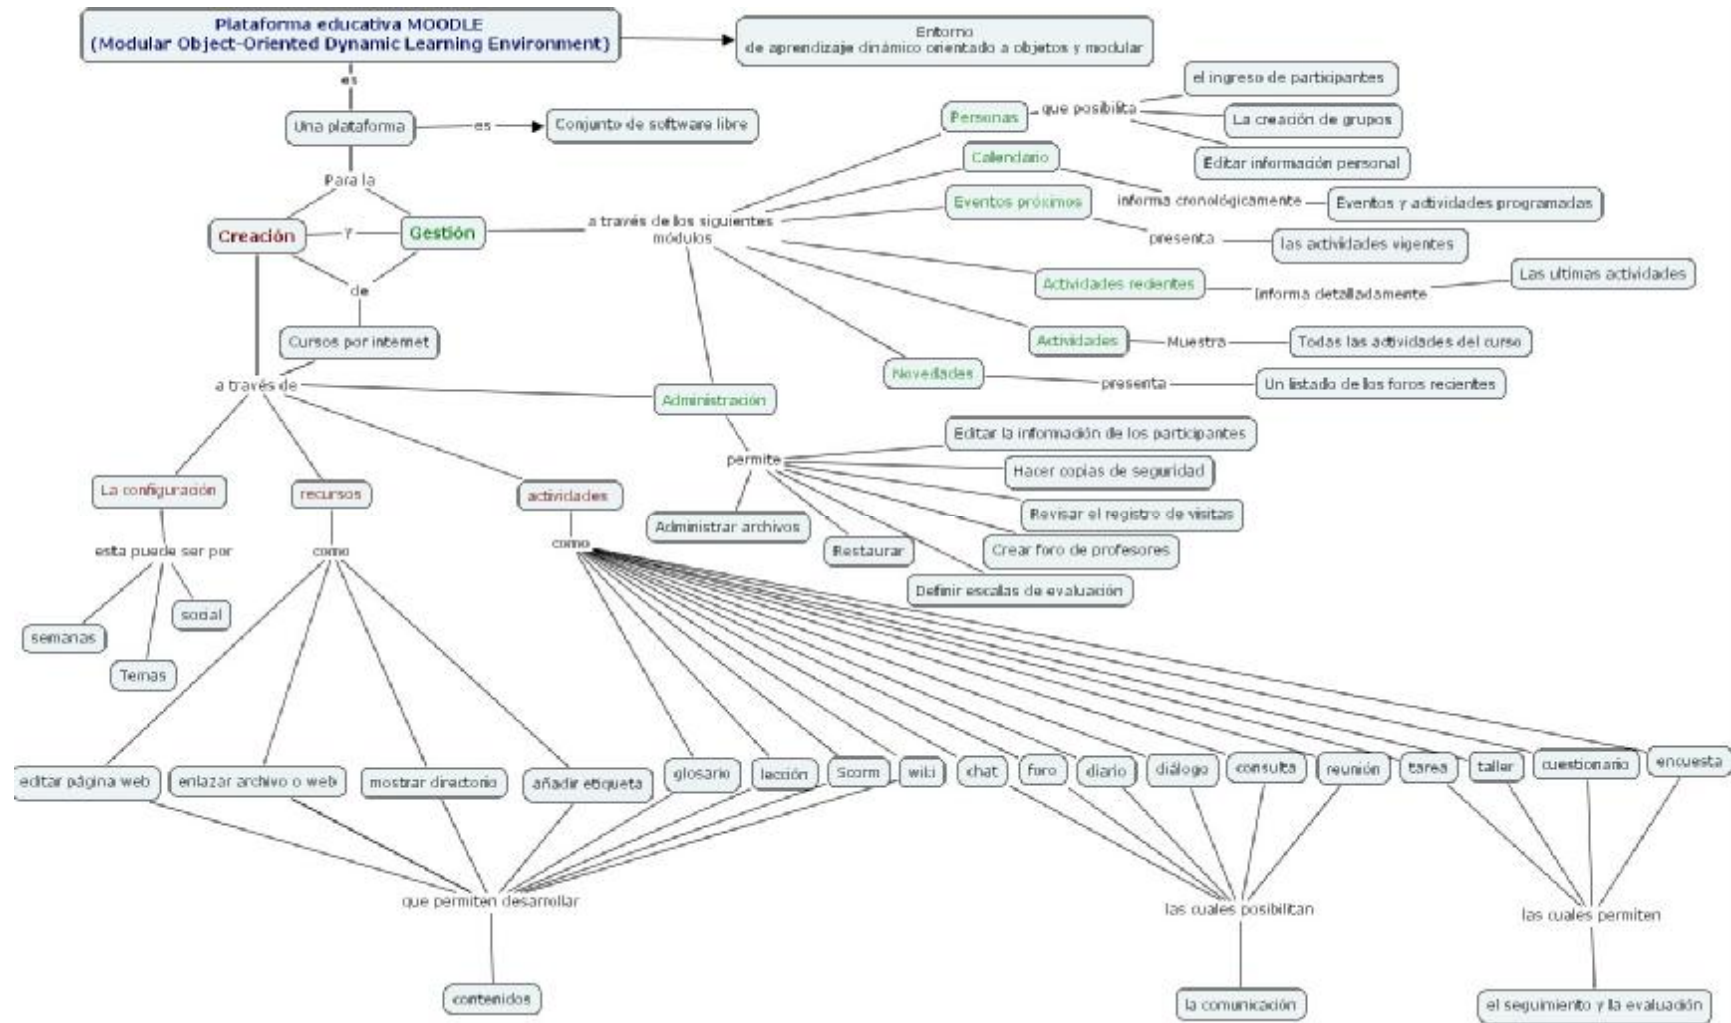 Plataforma educativa MOODLE
(Modular Object-Oriented Dynamic Learning Environment)
Entorno
de aprendizaje dinámico orientado a objetos y modular
es
Una plataforma
es
Conjunto de software libre
Para la
Creación
y
Gestión
de
Cursos por internet
a través de los siguientes
módulos
Personas
que posibilita
el ingreso de participantes
La creación de grupos
Editar información personal
Calendario
informa cronológicamente
Eventos y actividades programadas
Eventos próximos
presenta
las actividades vigentes
Actividades recientes
Informa detalladamente
Las ultimas actividades
Actividades
Muestra
Todas las actividades del curso
Novedades
presenta
Un listado de los foros recientes
a través de
Administración
permite
Editar la información de los participantes
Hacer copias de seguridad
Revisar el registro de visitas
Crear foro de profesores
Definir escalas de evaluación
Restaurar
Administrar archivos
La configuración
esta puede ser por
semanas
Temas
social
recursos
como
actividades
como
editar página web
enlazar archivo o web
mostrar directorio
añadir etiqueta
glosario
lección
Scorm
wiki
chat
foro
diario
diálogo
consulta
reunión
tarea
taller
cuestionario
encuesta
que permiten desarrollar
contenidos
las cuales posibilitan
la comunicación
las cuales permiten
el seguimiento y la evaluación